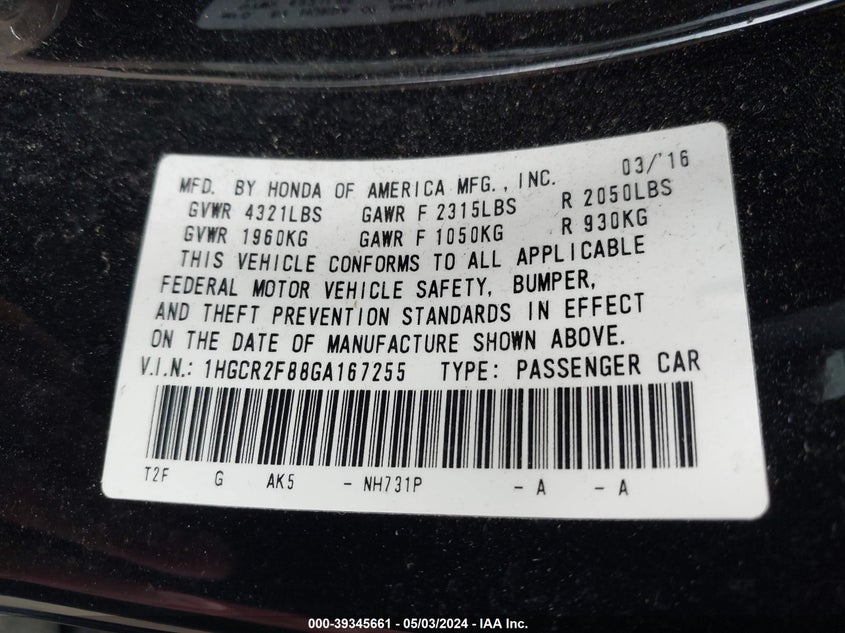 MFD. BY HONDA OF AMERICA MFG., INC. 03/'16
GVWR 4321LBS GAWR F 2315LBS R 2050LBS
GVWR 1960KG GAWR F 1050KG R 930KG
THIS VEHICLE CONFORMS TO ALL APPLICABLE
FEDERAL MOTOR VEHICLE SAFETY, BUMPER,
AND THEFT PREVENTION STANDARDS IN EFFECT
ON THE DATE OF MANUFACTURE SHOWN ABOVE.
V.I.N.: 1HGCR2F88GA167255 TYPE: PASSENGER CAR
T2F G AK5 - NH731P - A - A
000-39345661 - 05/03/2024 - IAA Inc.